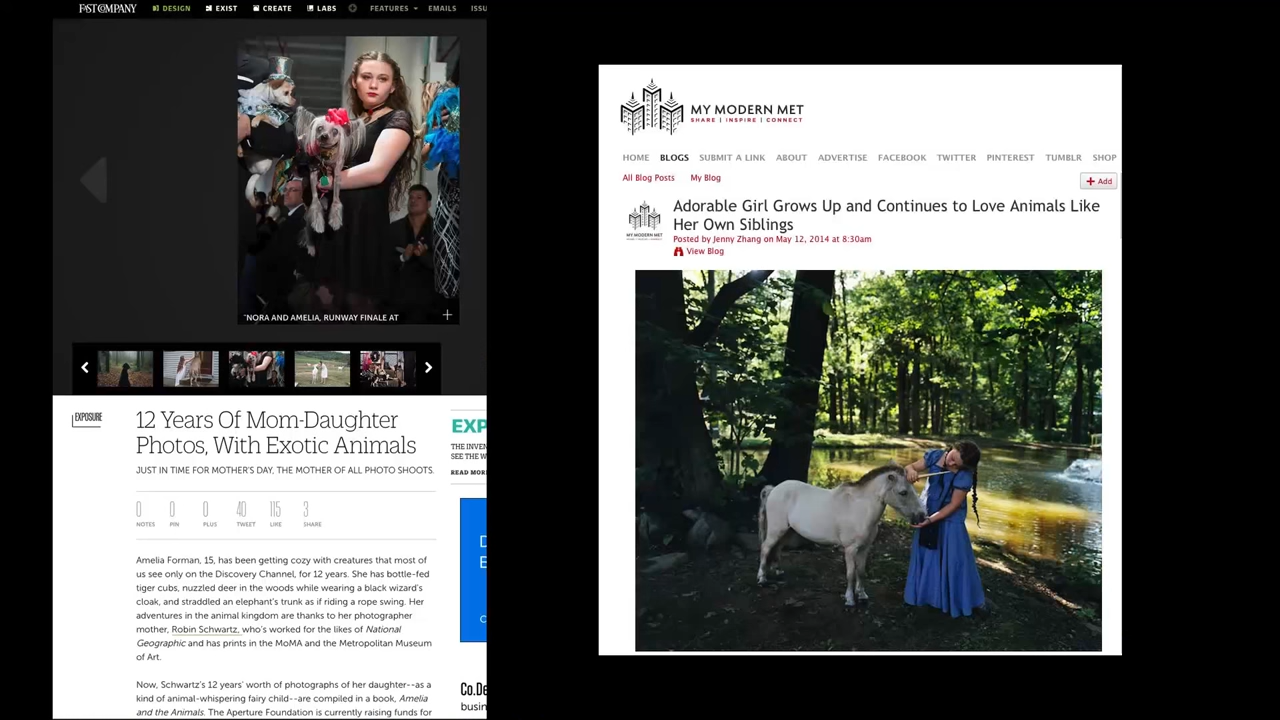 FAST COMPANY
DESIGN
EXIST
CREATE
LABS
FEATURES
EMAILS
ISSU
"NORA AND AMELIA, RUNWAY FINALE AT
EXPOSURE
12 Years Of Mom-Daughter
Photos, With Exotic Animals
JUST IN TIME FOR MOTHER'S DAY, THE MOTHER OF ALL PHOTO SHOOTS.
0 NOTES
0 PIN
0 PLUS
40 TWEET
115 LIKE
3 SHARE
Amelia Forman, 15, has been getting cozy with creatures that most of
us see only on the Discovery Channel, for 12 years. She has bottle-fed
tiger cubs, nuzzled deer in the woods while wearing a black wizard's
cloak, and straddled an elephant's trunk as if riding a rope swing. Her
adventures in the animal kingdom are thanks to her photographer
mother, Robin Schwartz, who's worked for the likes of National
Geographic and has prints in the MoMA and the Metropolitan Museum
of Art.
Now, Schwartz's 12 years' worth of photographs of her daughter--as a
kind of animal-whispering fairy child--are compiled in a book, Amelia
and the Animals. The Aperture Foundation is currently raising funds for
EXP
THE INVEN
SEE THE W
READ MOR
D
E
C
Co.De
busin
MY MODERN MET
SHARE | INSPIRE | CONNECT
HOME
BLOGS
SUBMIT A LINK
ABOUT
ADVERTISE
FACEBOOK
TWITTER
PINTEREST
TUMBLR
SHOP
All Blog Posts
My Blog
+ Add
MY MODERN MET
Adorable Girl Grows Up and Continues to Love Animals Like
Her Own Siblings
Posted by Jenny Zhang on May 12, 2014 at 8:30am
View Blog